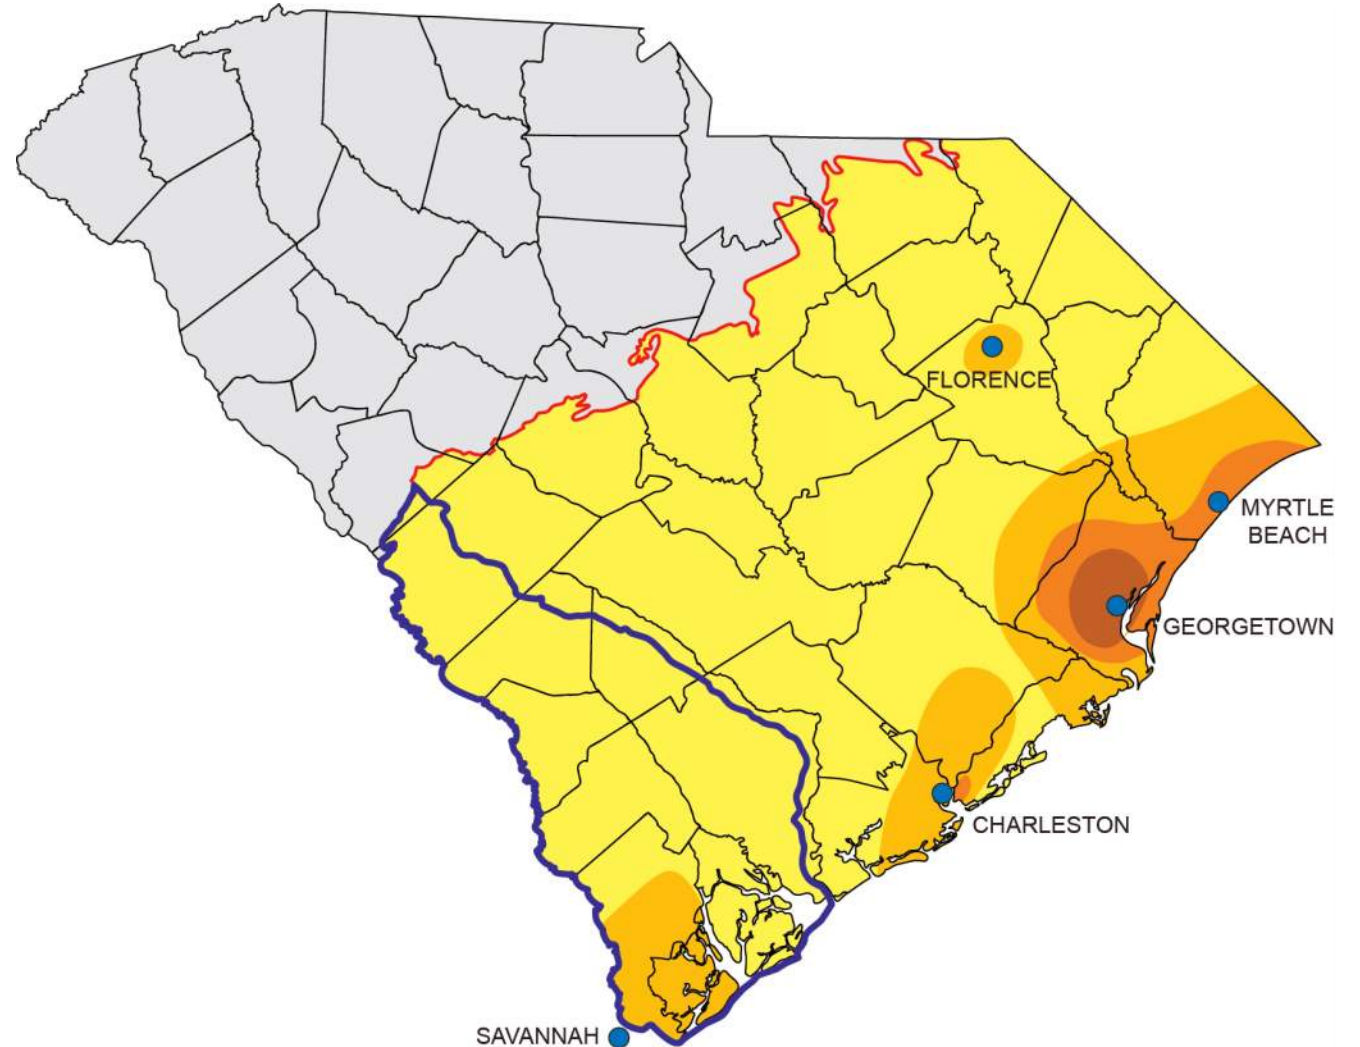 FLORENCE
MYRTLE
BEACH
GEORGETOWN
CHARLESTON
SAVANNAH